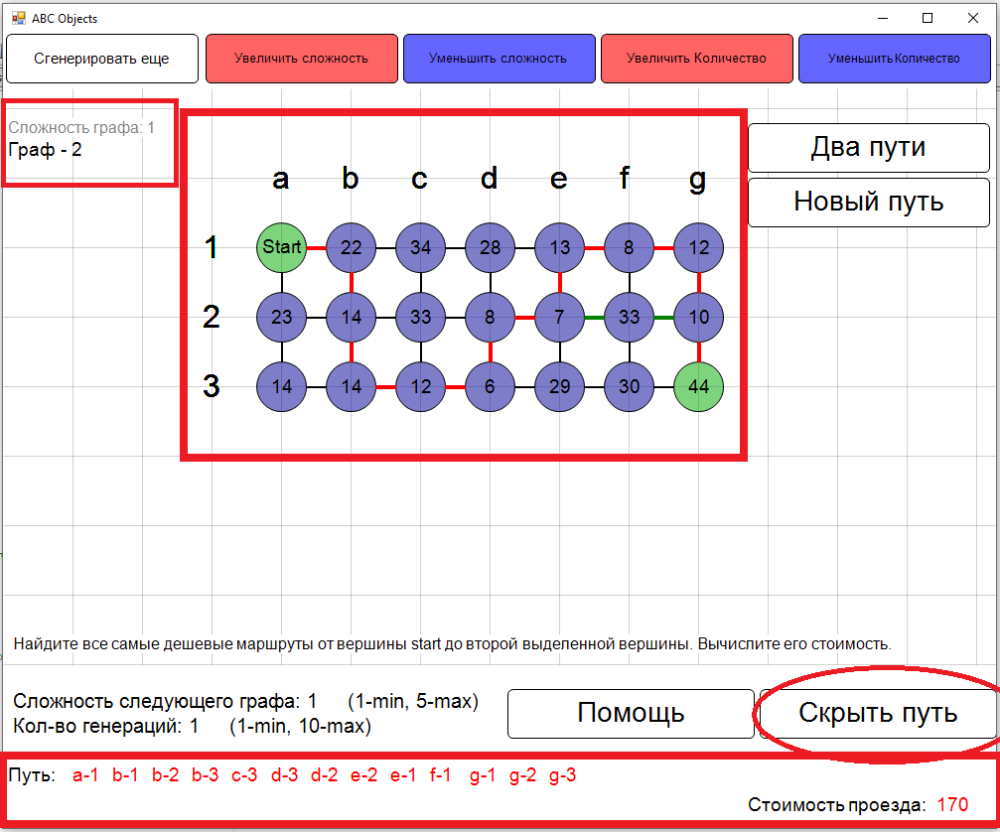 ABC Objects
Сгенерировать еще
Увеличить сложность
Уменьшить сложность
Увеличить Количество
Уменьшить Количество
Сложность графа: 1
Граф - 2
Два пути
Новый путь
a b c d e f g
1 Start 22 34 28 13 8 12
2 23 14 33 8 7 33 10
3 14 14 12 6 29 30 44
Найдите все самые дешевые маршруты от вершины start до второй выделенной вершины. Вычислите его стоимость.
Сложность следующего графа: 1 (1-min, 5-max)
Кол-во генераций: 1 (1-min, 10-max)
Помощь
Скрыть путь
Путь: a-1 b-1 b-2 b-3 c-3 d-3 d-2 e-2 e-1 f-1 g-1 g-2 g-3
Стоимость проезда: 170